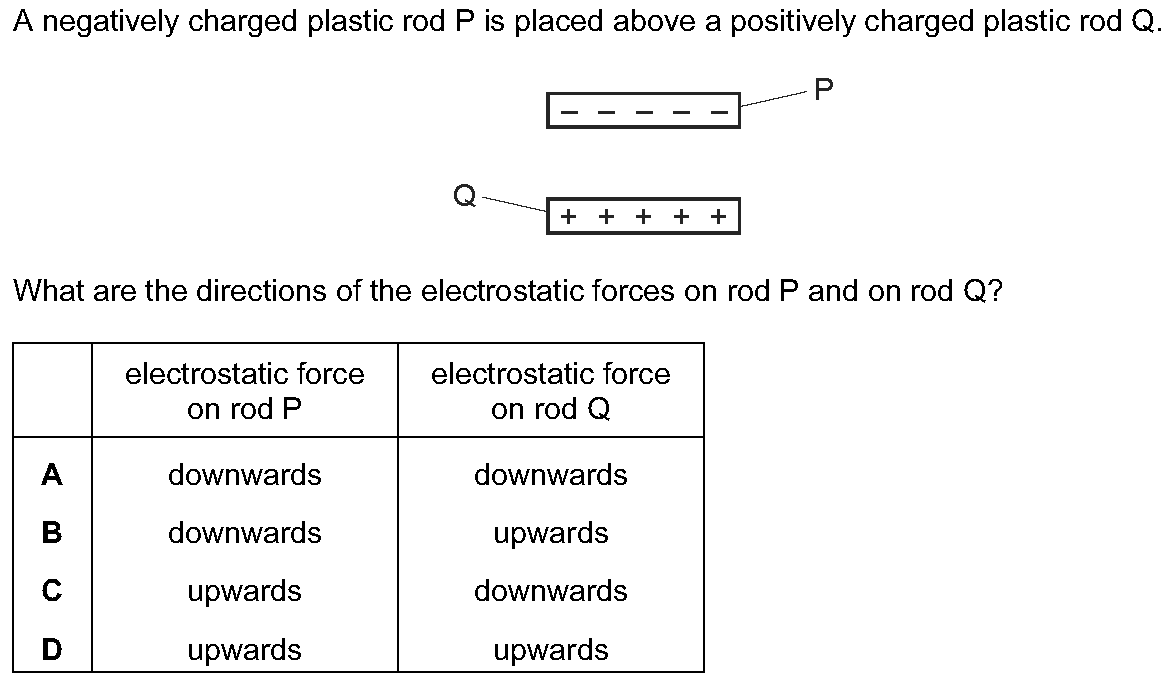 A negatively charged plastic rod P is placed above a positively charged plastic rod Q.
P
– – – – –
Q
+ + + + +
What are the directions of the electrostatic forces on rod P and on rod Q?
electrostatic force
on rod P
electrostatic force
on rod Q
A downwards downwards
B downwards upwards
C upwards downwards
D upwards upwards